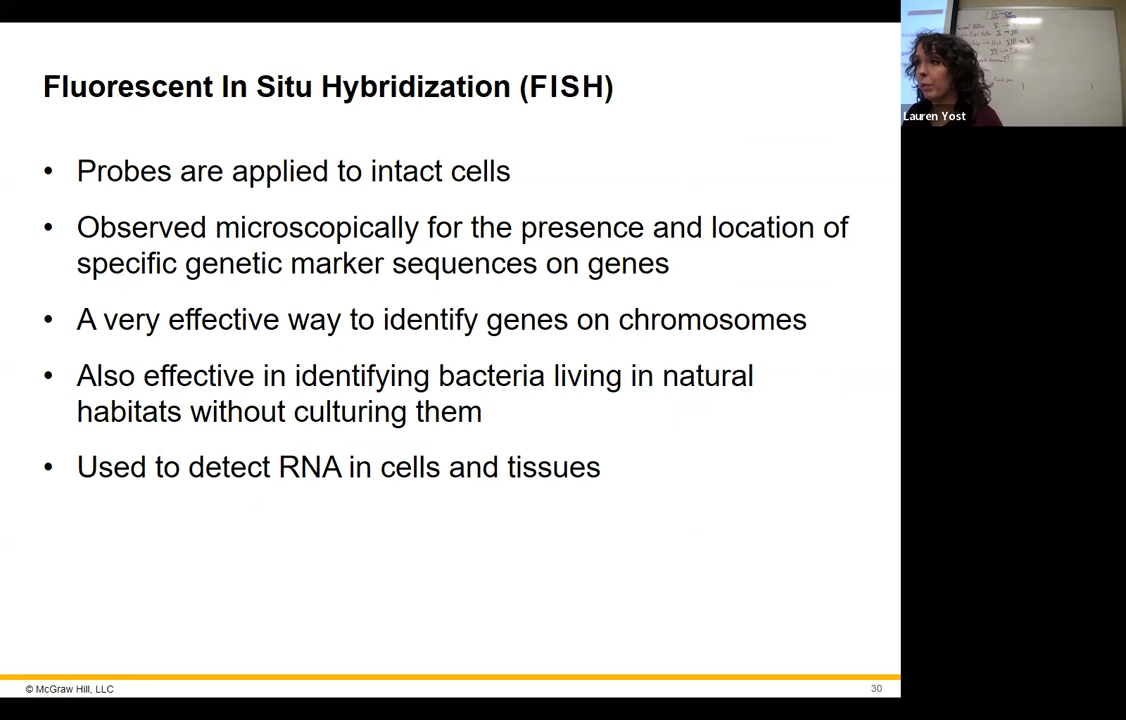 Fluorescent In Situ Hybridization (FISH)
• Probes are applied to intact cells
• Observed microscopically for the presence and location of
specific genetic marker sequences on genes
• A very effective way to identify genes on chromosomes
• Also effective in identifying bacteria living in natural
habitats without culturing them
• Used to detect RNA in cells and tissues
© McGraw Hill, LLC
30
Lauren Yost